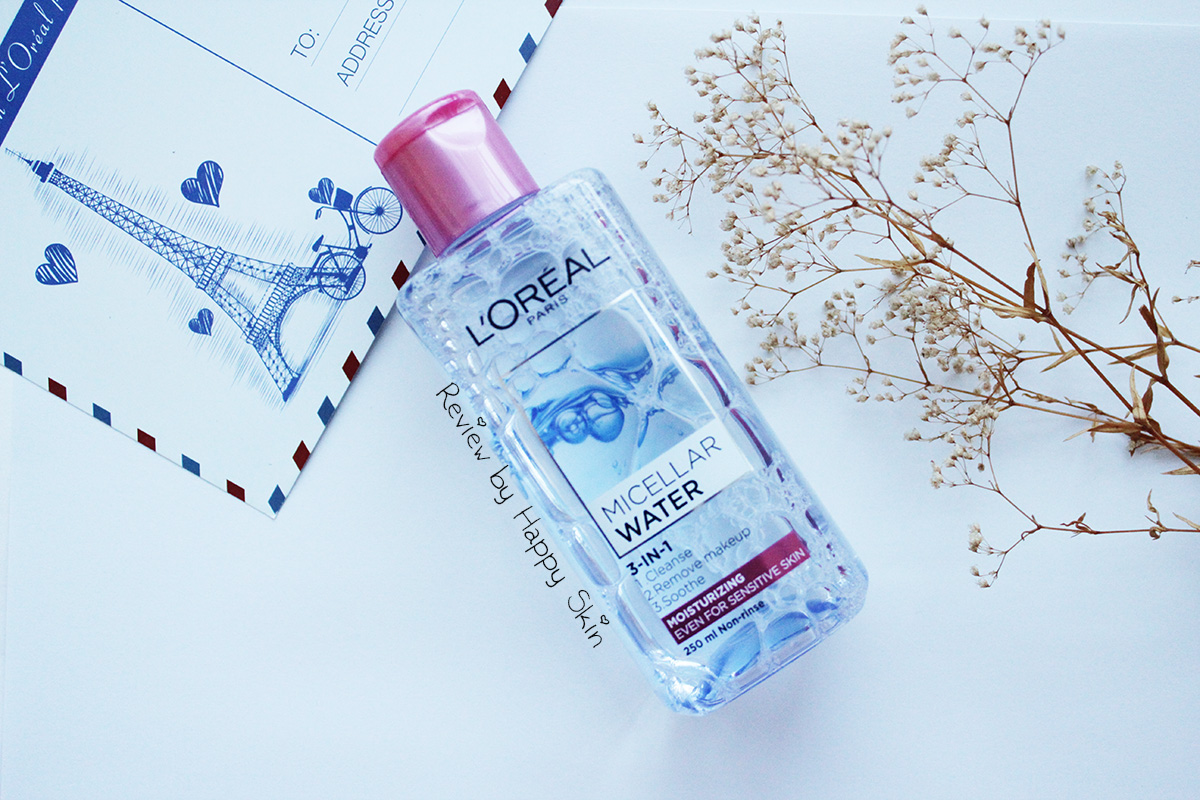 L'Oréal
TO:
ADDRESS
L'ORÉAL
PARIS
MICELLAR
WATER
3-IN-1
1 Cleanse
2.Remove makeup
3.Soothe
MOISTURIZING
EVEN FOR SENSITIVE SKIN
250 ml Non-rinse
Review by Happy Skin